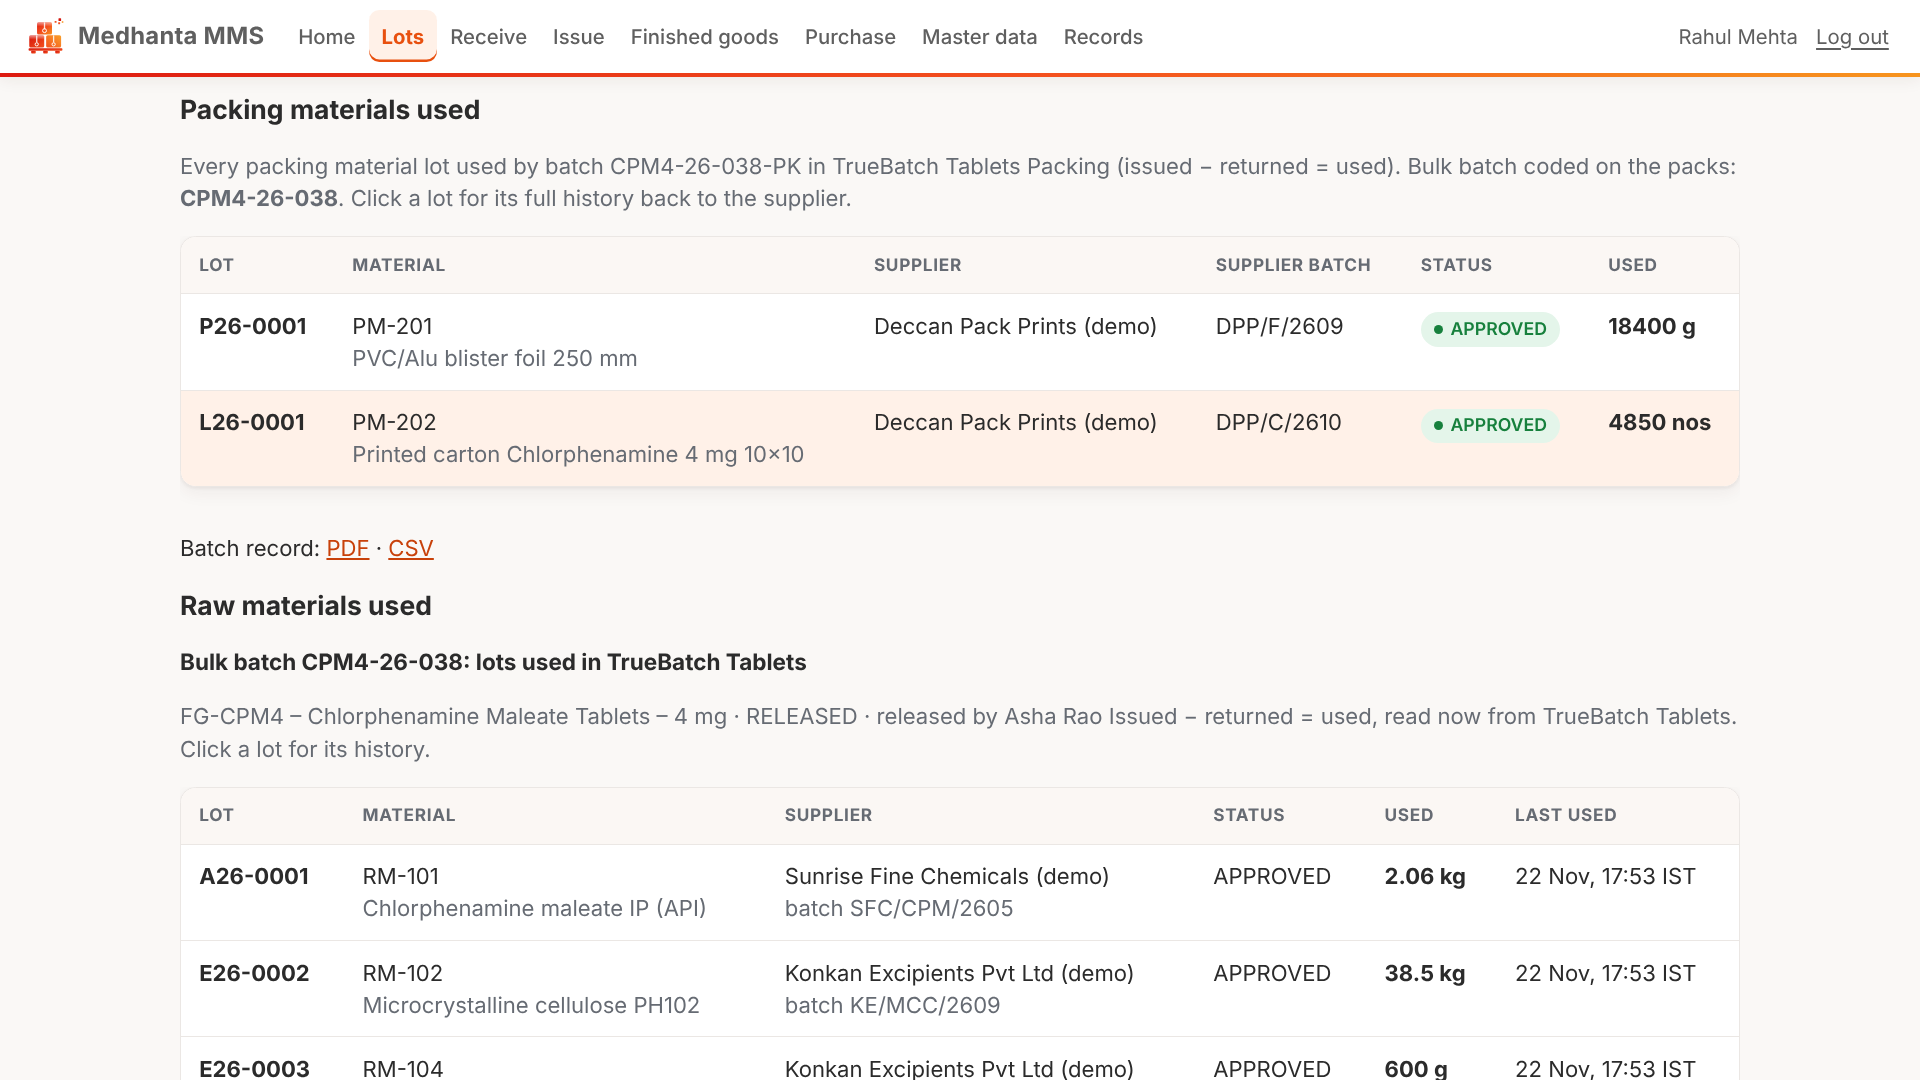 Medhanta MMS Home Lots Receive Issue Finished goods Purchase Master data Records Rahul Mehta Log out
Packing materials used
Every packing material lot used by batch CPM4-26-038-PK in TrueBatch Tablets Packing (issued − returned = used). Bulk batch coded on the packs:
CPM4-26-038. Click a lot for its full history back to the supplier.
LOT MATERIAL SUPPLIER SUPPLIER BATCH STATUS USED
P26-0001 PM-201 Deccan Pack Prints (demo) DPP/F/2609 APPROVED 18400 g
PVC/Alu blister foil 250 mm
L26-0001 PM-202 Deccan Pack Prints (demo) DPP/C/2610 APPROVED 4850 nos
Printed carton Chlorphenamine 4 mg 10×10
Batch record: PDF · CSV
Raw materials used
Bulk batch CPM4-26-038: lots used in TrueBatch Tablets
FG-CPM4 – Chlorphenamine Maleate Tablets – 4 mg · RELEASED · released by Asha Rao Issued − returned = used, read now from TrueBatch Tablets.
Click a lot for its history.
LOT MATERIAL SUPPLIER STATUS USED LAST USED
A26-0001 RM-101 Sunrise Fine Chemicals (demo) APPROVED 2.06 kg 22 Nov, 17:53 IST
Chlorphenamine maleate IP (API) batch SFC/CPM/2605
E26-0002 RM-102 Konkan Excipients Pvt Ltd (demo) APPROVED 38.5 kg 22 Nov, 17:53 IST
Microcrystalline cellulose PH102 batch KE/MCC/2609
E26-0003 RM-104 Konkan Excipients Pvt Ltd (demo) APPROVED 600 g 22 Nov, 17:53 IST